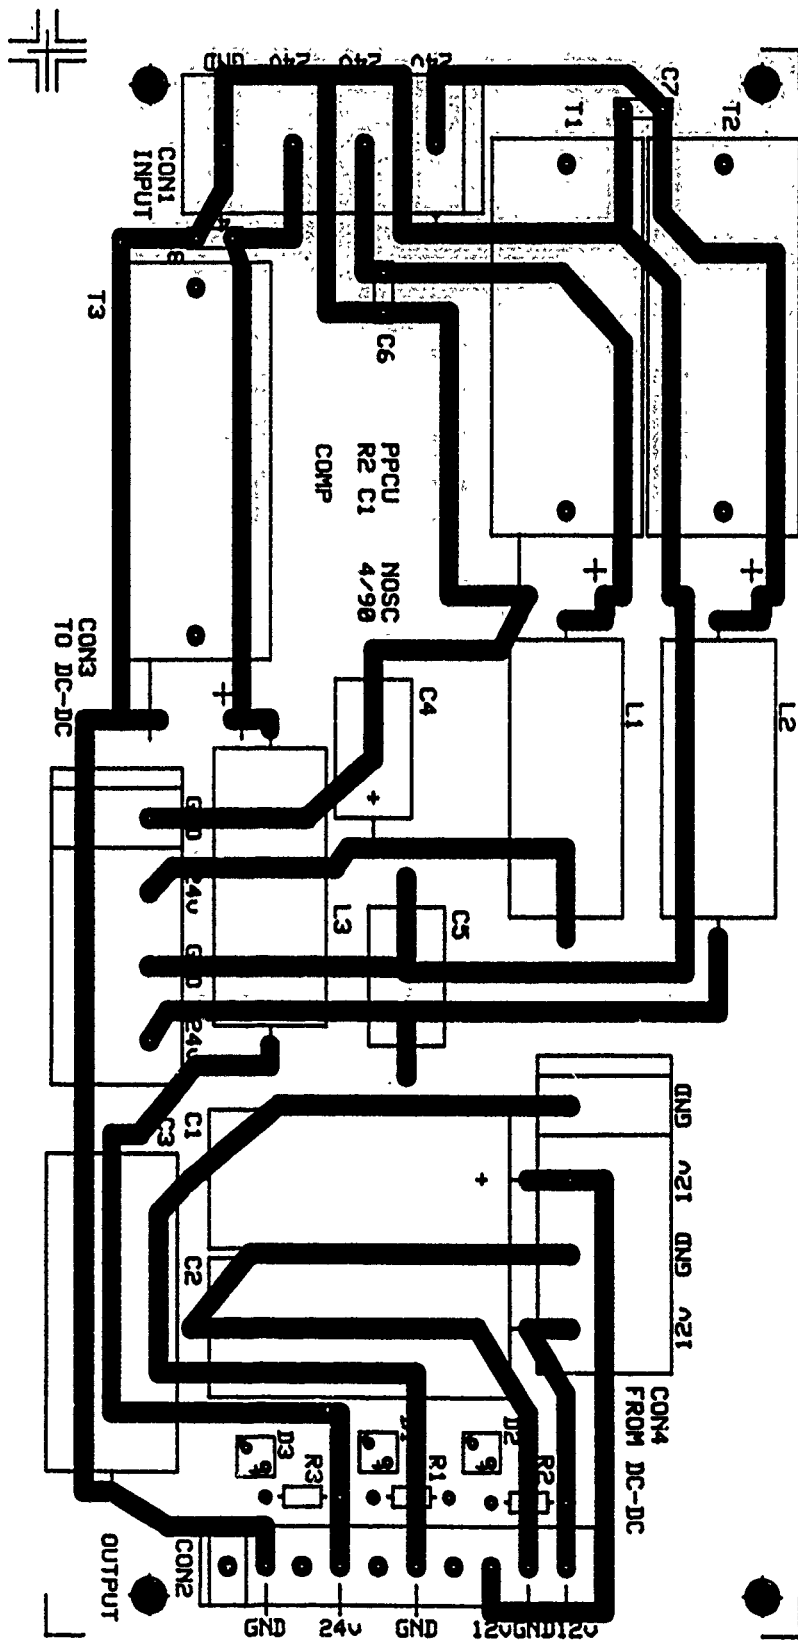 GND
24v
24v
24v
C7
T1
T2
CON1
INPUT
T3
C6
PPCU NOSC
R2 C1 4/90
COMP
CON3
TO DC-DC
C4
L1
L2
GND
24v
L3
C5
GND
24v
C3
C1
GND
12v
C2
GND
12v
CON4
FROM DC-DC
D3
R3
D1
R1
D2
R2
OUTPUT
CON2
GND
24v
GND
12v
GND
12v